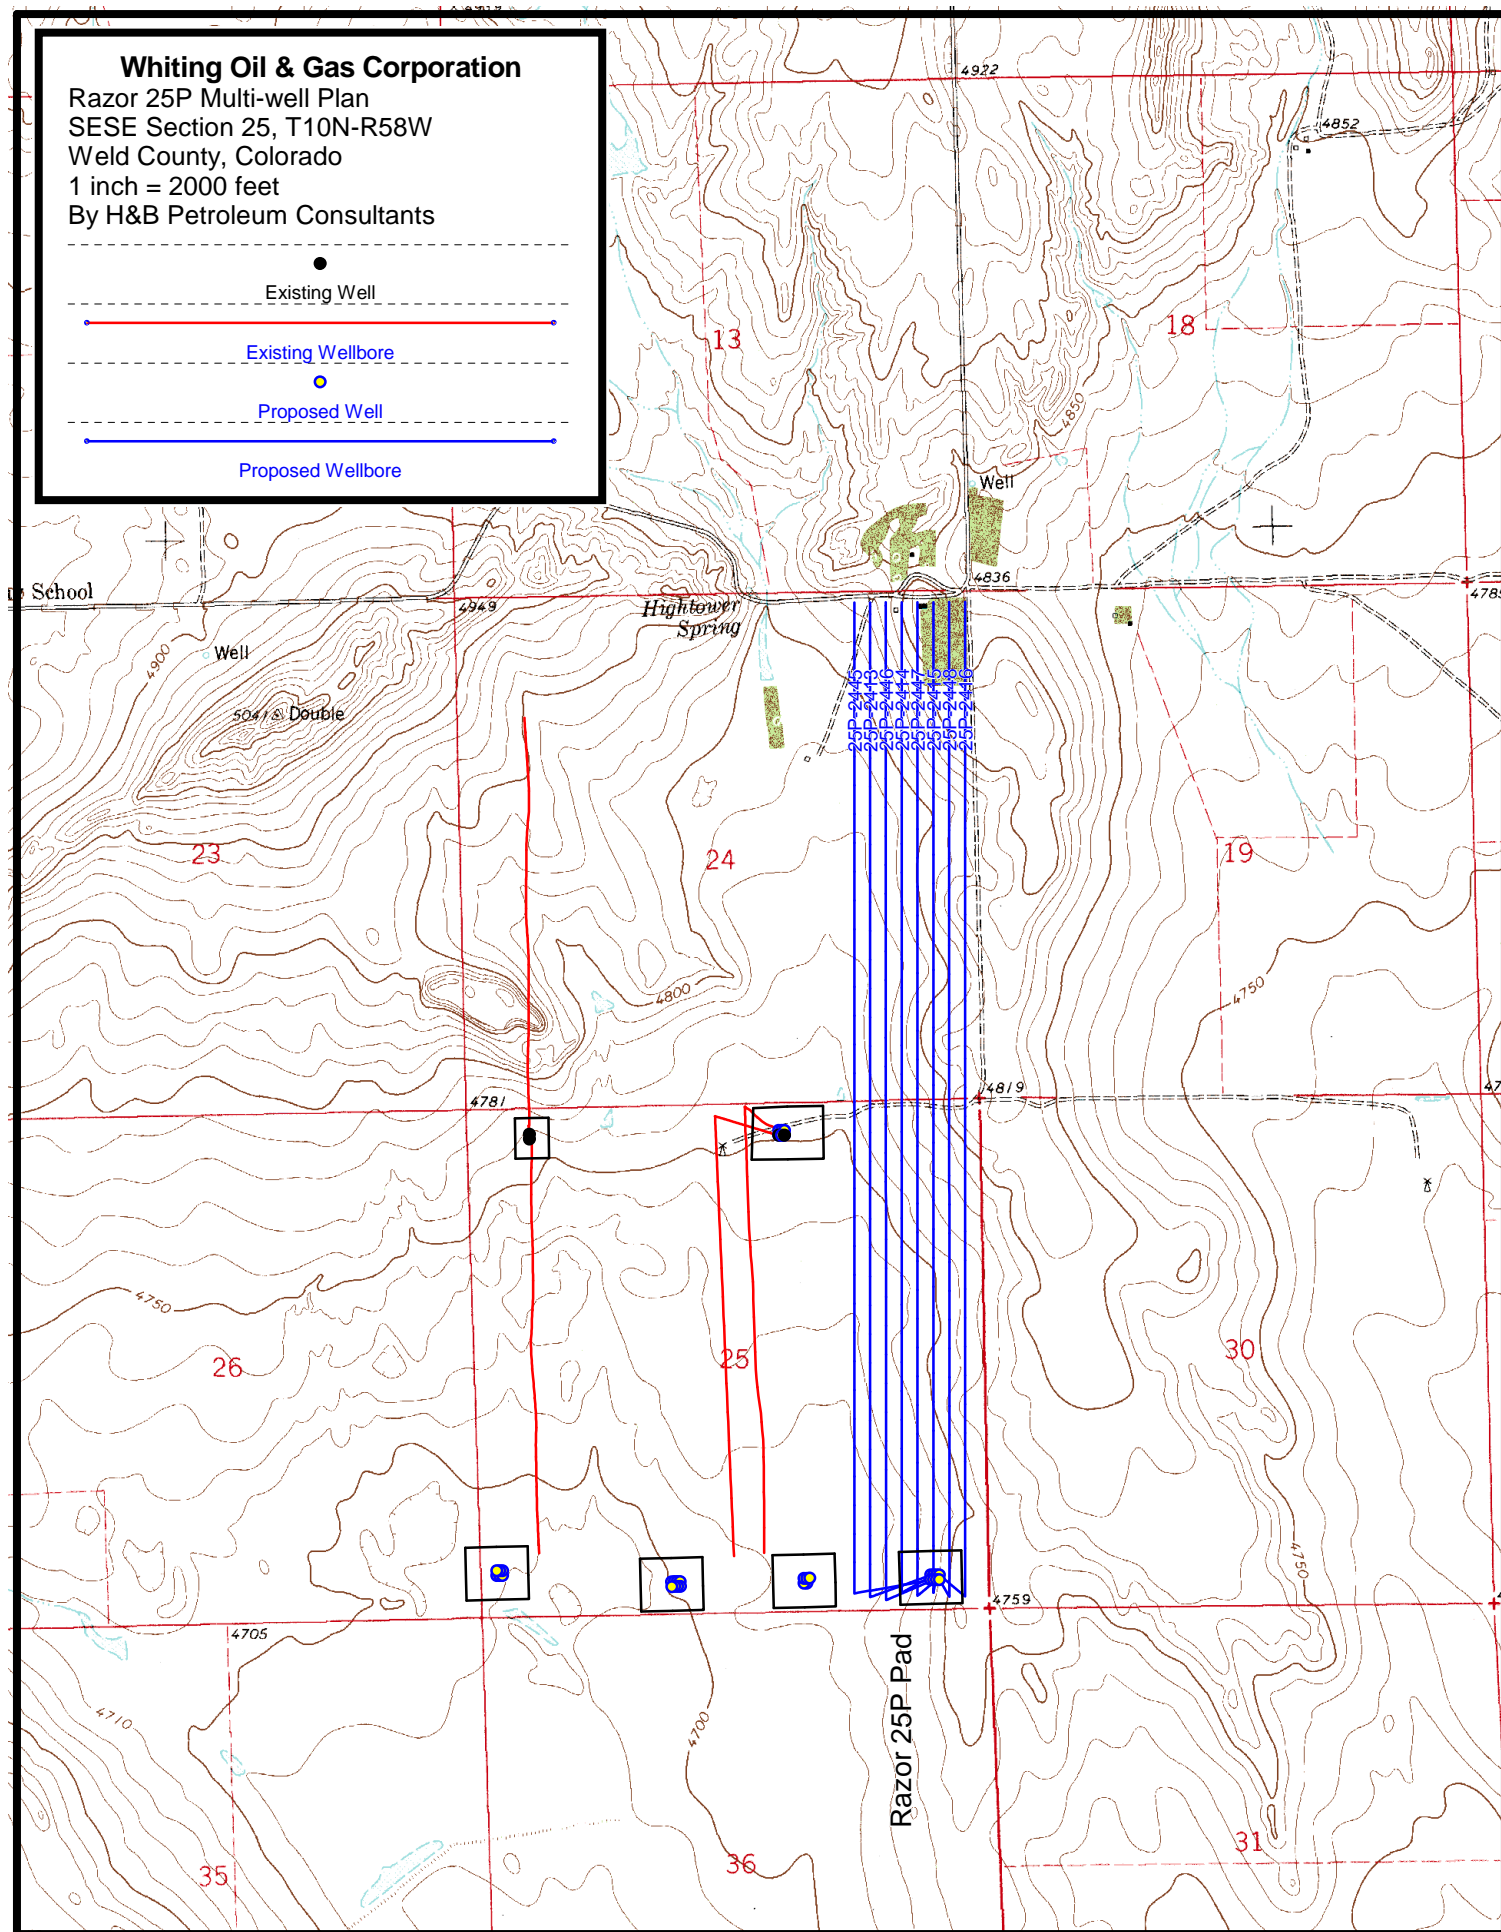 Whiting Oil & Gas Corporation
Razor 25P Multi-well Plan
SESE Section 25, T10N-R58W
Weld County, Colorado
1 inch = 2000 feet
By H&B Petroleum Consultants
Existing Well
Existing Wellbore
Proposed Well
Proposed Wellbore
4922
4852
13
18
4850
Well
4836
School
4949
Hightower
Spring
4785
4900
Well
5041 Double
25P-2445
25P-2413
25P-2446
25P-2414
25P-2447
25P-2415
25P-2448
25P-2416
23
24
19
4800
4750
4781
4819
4750
26
25
30
4750
4759
4705
Razor 25P Pad
4710
4700
35
36
31